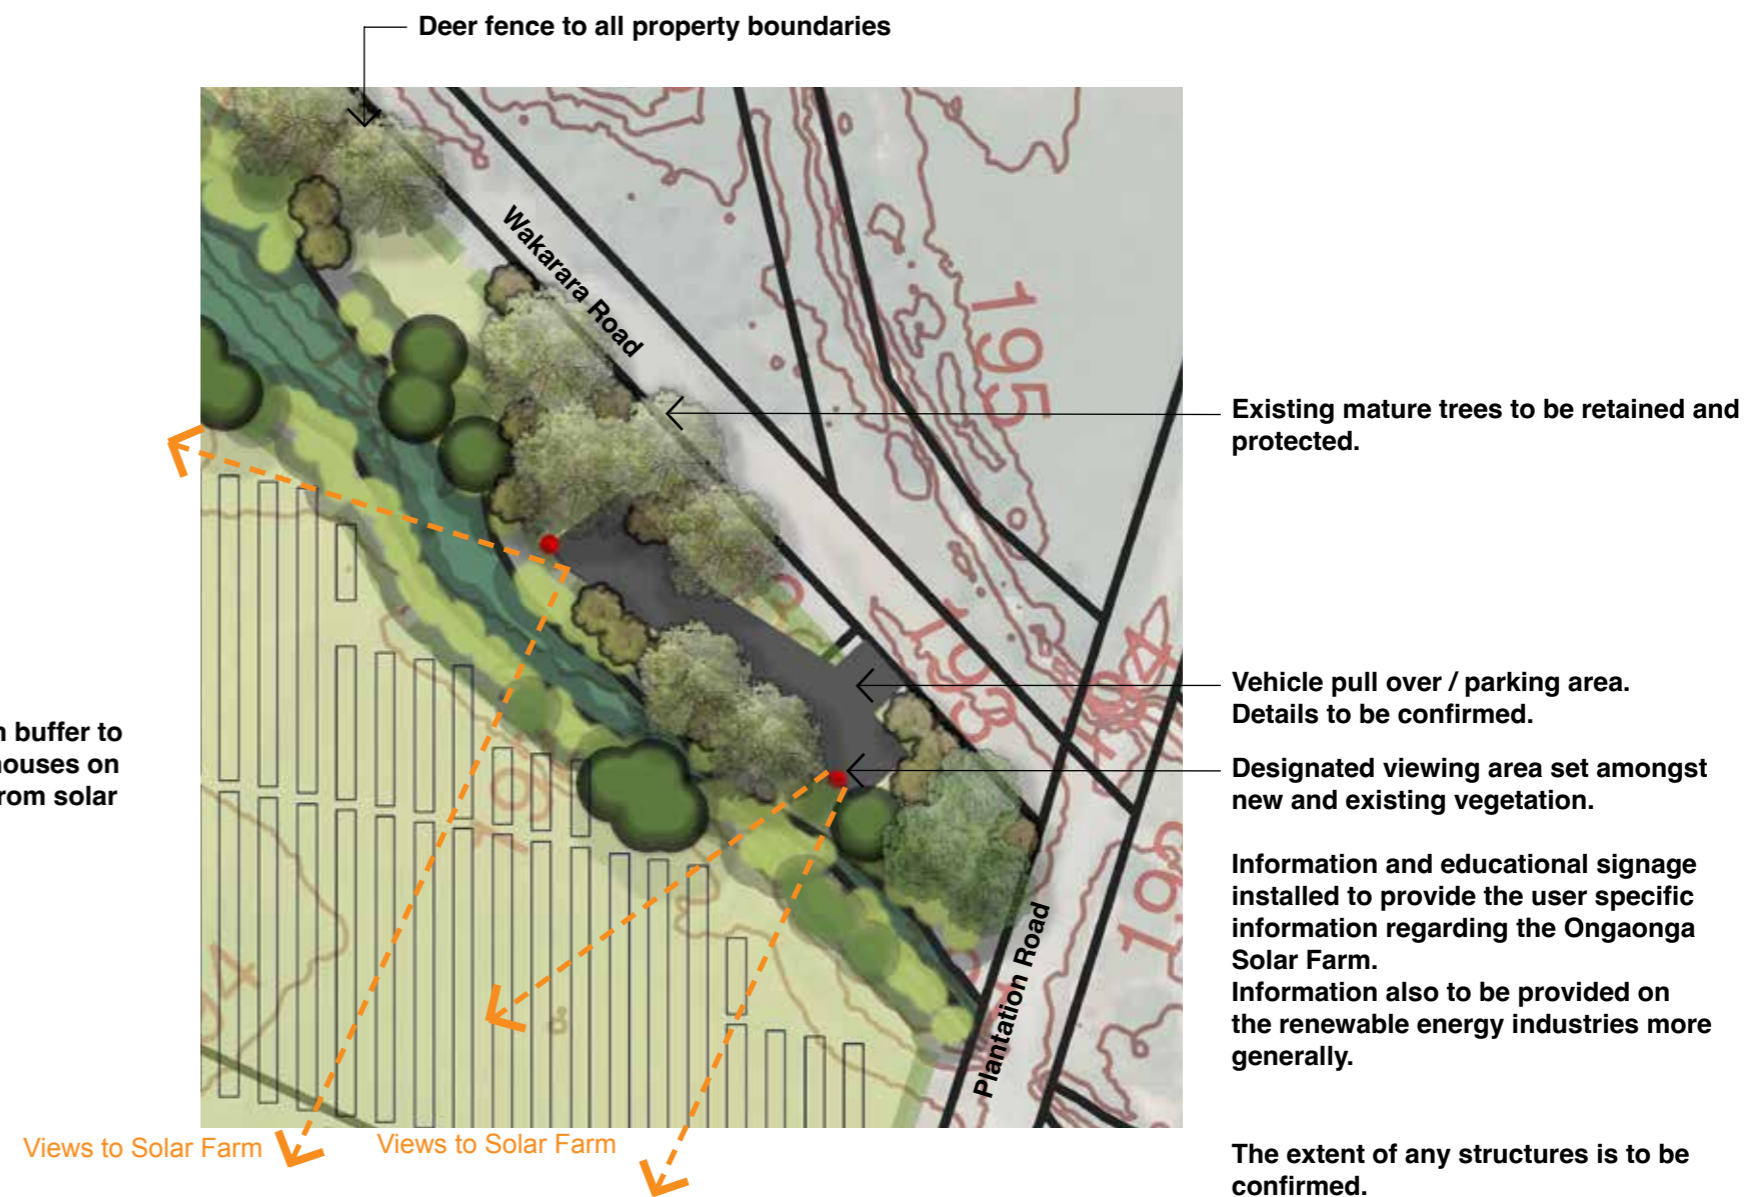 Deer fence to all property boundaries
Wakarara Road
195
Existing mature trees to be retained and
protected.
193
194
Vehicle pull over / parking area.
Details to be confirmed.
n buffer to
houses on
rom solar
Designated viewing area set amongst
new and existing vegetation.
Information and educational signage
installed to provide the user specific
information regarding the Ongaonga
Solar Farm.
Information also to be provided on
the renewable energy industries more
generally.
Plantation Road
Views to Solar Farm
Views to Solar Farm
The extent of any structures is to be
confirmed.